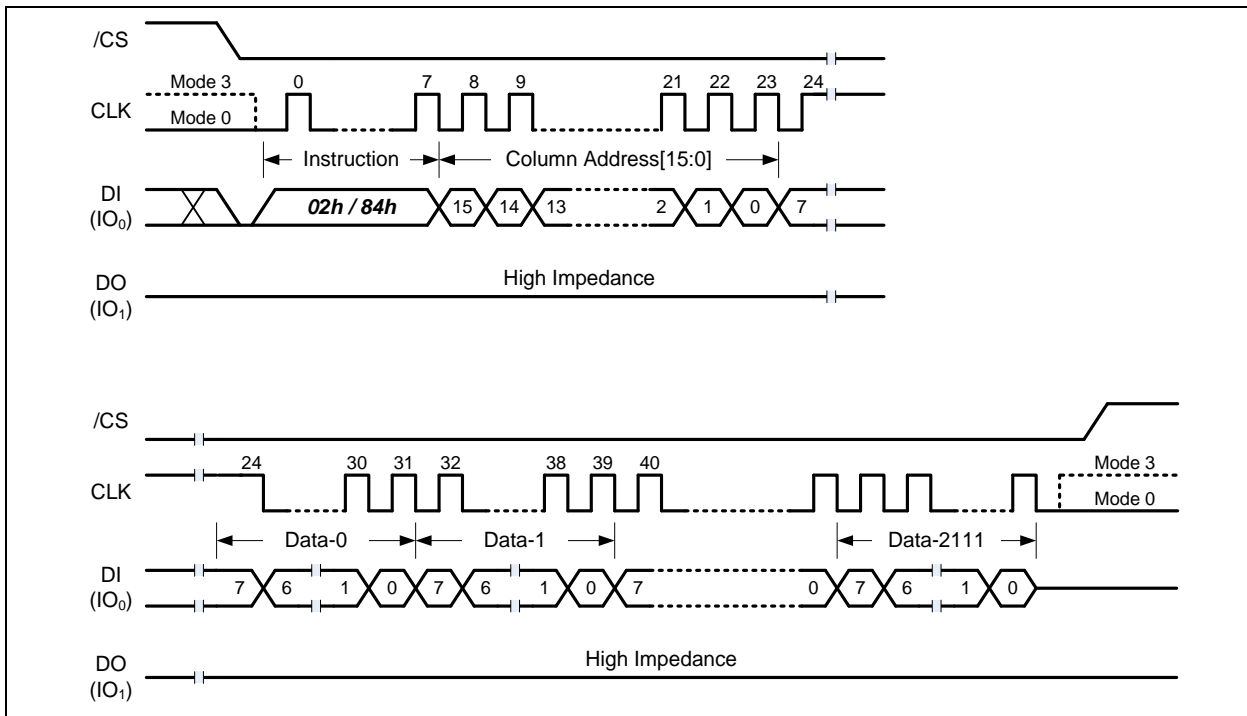 /CS
Mode 3 0 7 8 9 21 22 23 24
CLK
Mode 0
Instruction Column Address[15:0]
DI
(IO0)
02h / 84h 15 14 13 2 1 0 7
DO
(IO1)
High Impedance
/CS
24 30 31 32 38 39 40 Mode 3
CLK
Mode 0
Data-0 Data-1 Data-2111
DI
(IO0)
7 6 1 0 7 6 1 0 7 0 7 6 1 0
DO
(IO1)
High Impedance